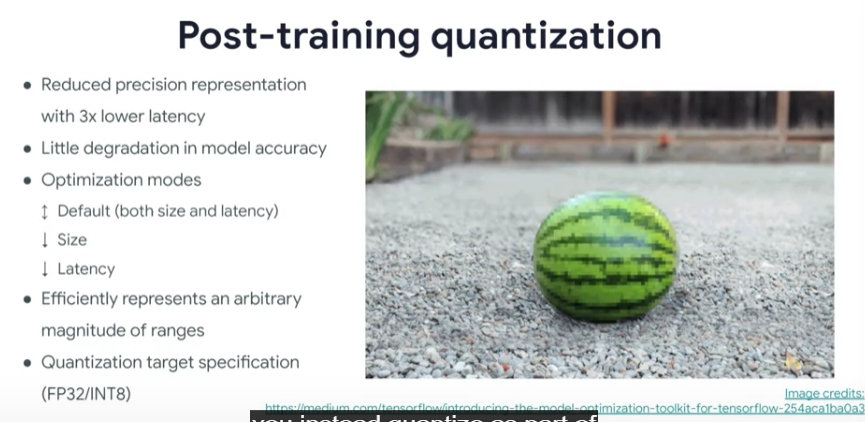 Post-training quantization
● Reduced precision representation
with 3x lower latency
● Little degradation in model accuracy
● Optimization modes
↕ Default (both size and latency)
↓ Size
↓ Latency
● Efficiently represents an arbitrary
magnitude of ranges
● Quantization target specification
(FP32/INT8)
Image credits:
https://medium.com/tensorflow/introducing-the-model-optimization-toolkit-for-tensorflow-254aca1ba0a3
you instead quantize as part of